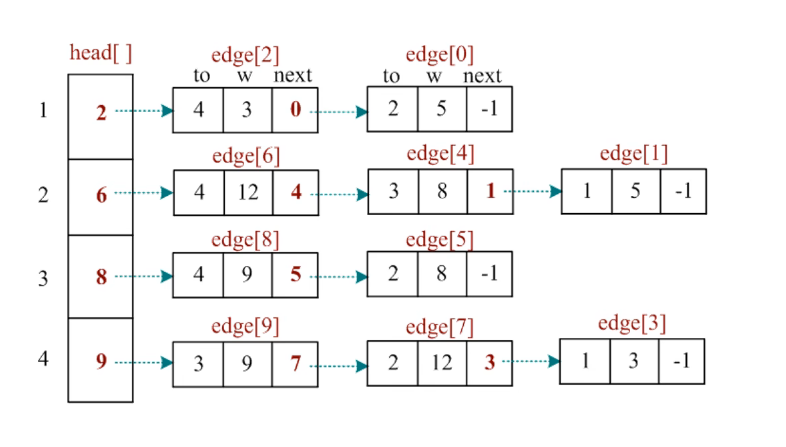 head[ ] edge[2] edge[0]
to w next to w next
1 2 4 3 0 2 5 -1
edge[6] edge[4] edge[1]
2 6 4 12 4 3 8 1 1 5 -1
edge[8] edge[5]
3 8 4 9 5 2 8 -1
edge[9] edge[7] edge[3]
4 9 3 9 7 2 12 3 1 3 -1